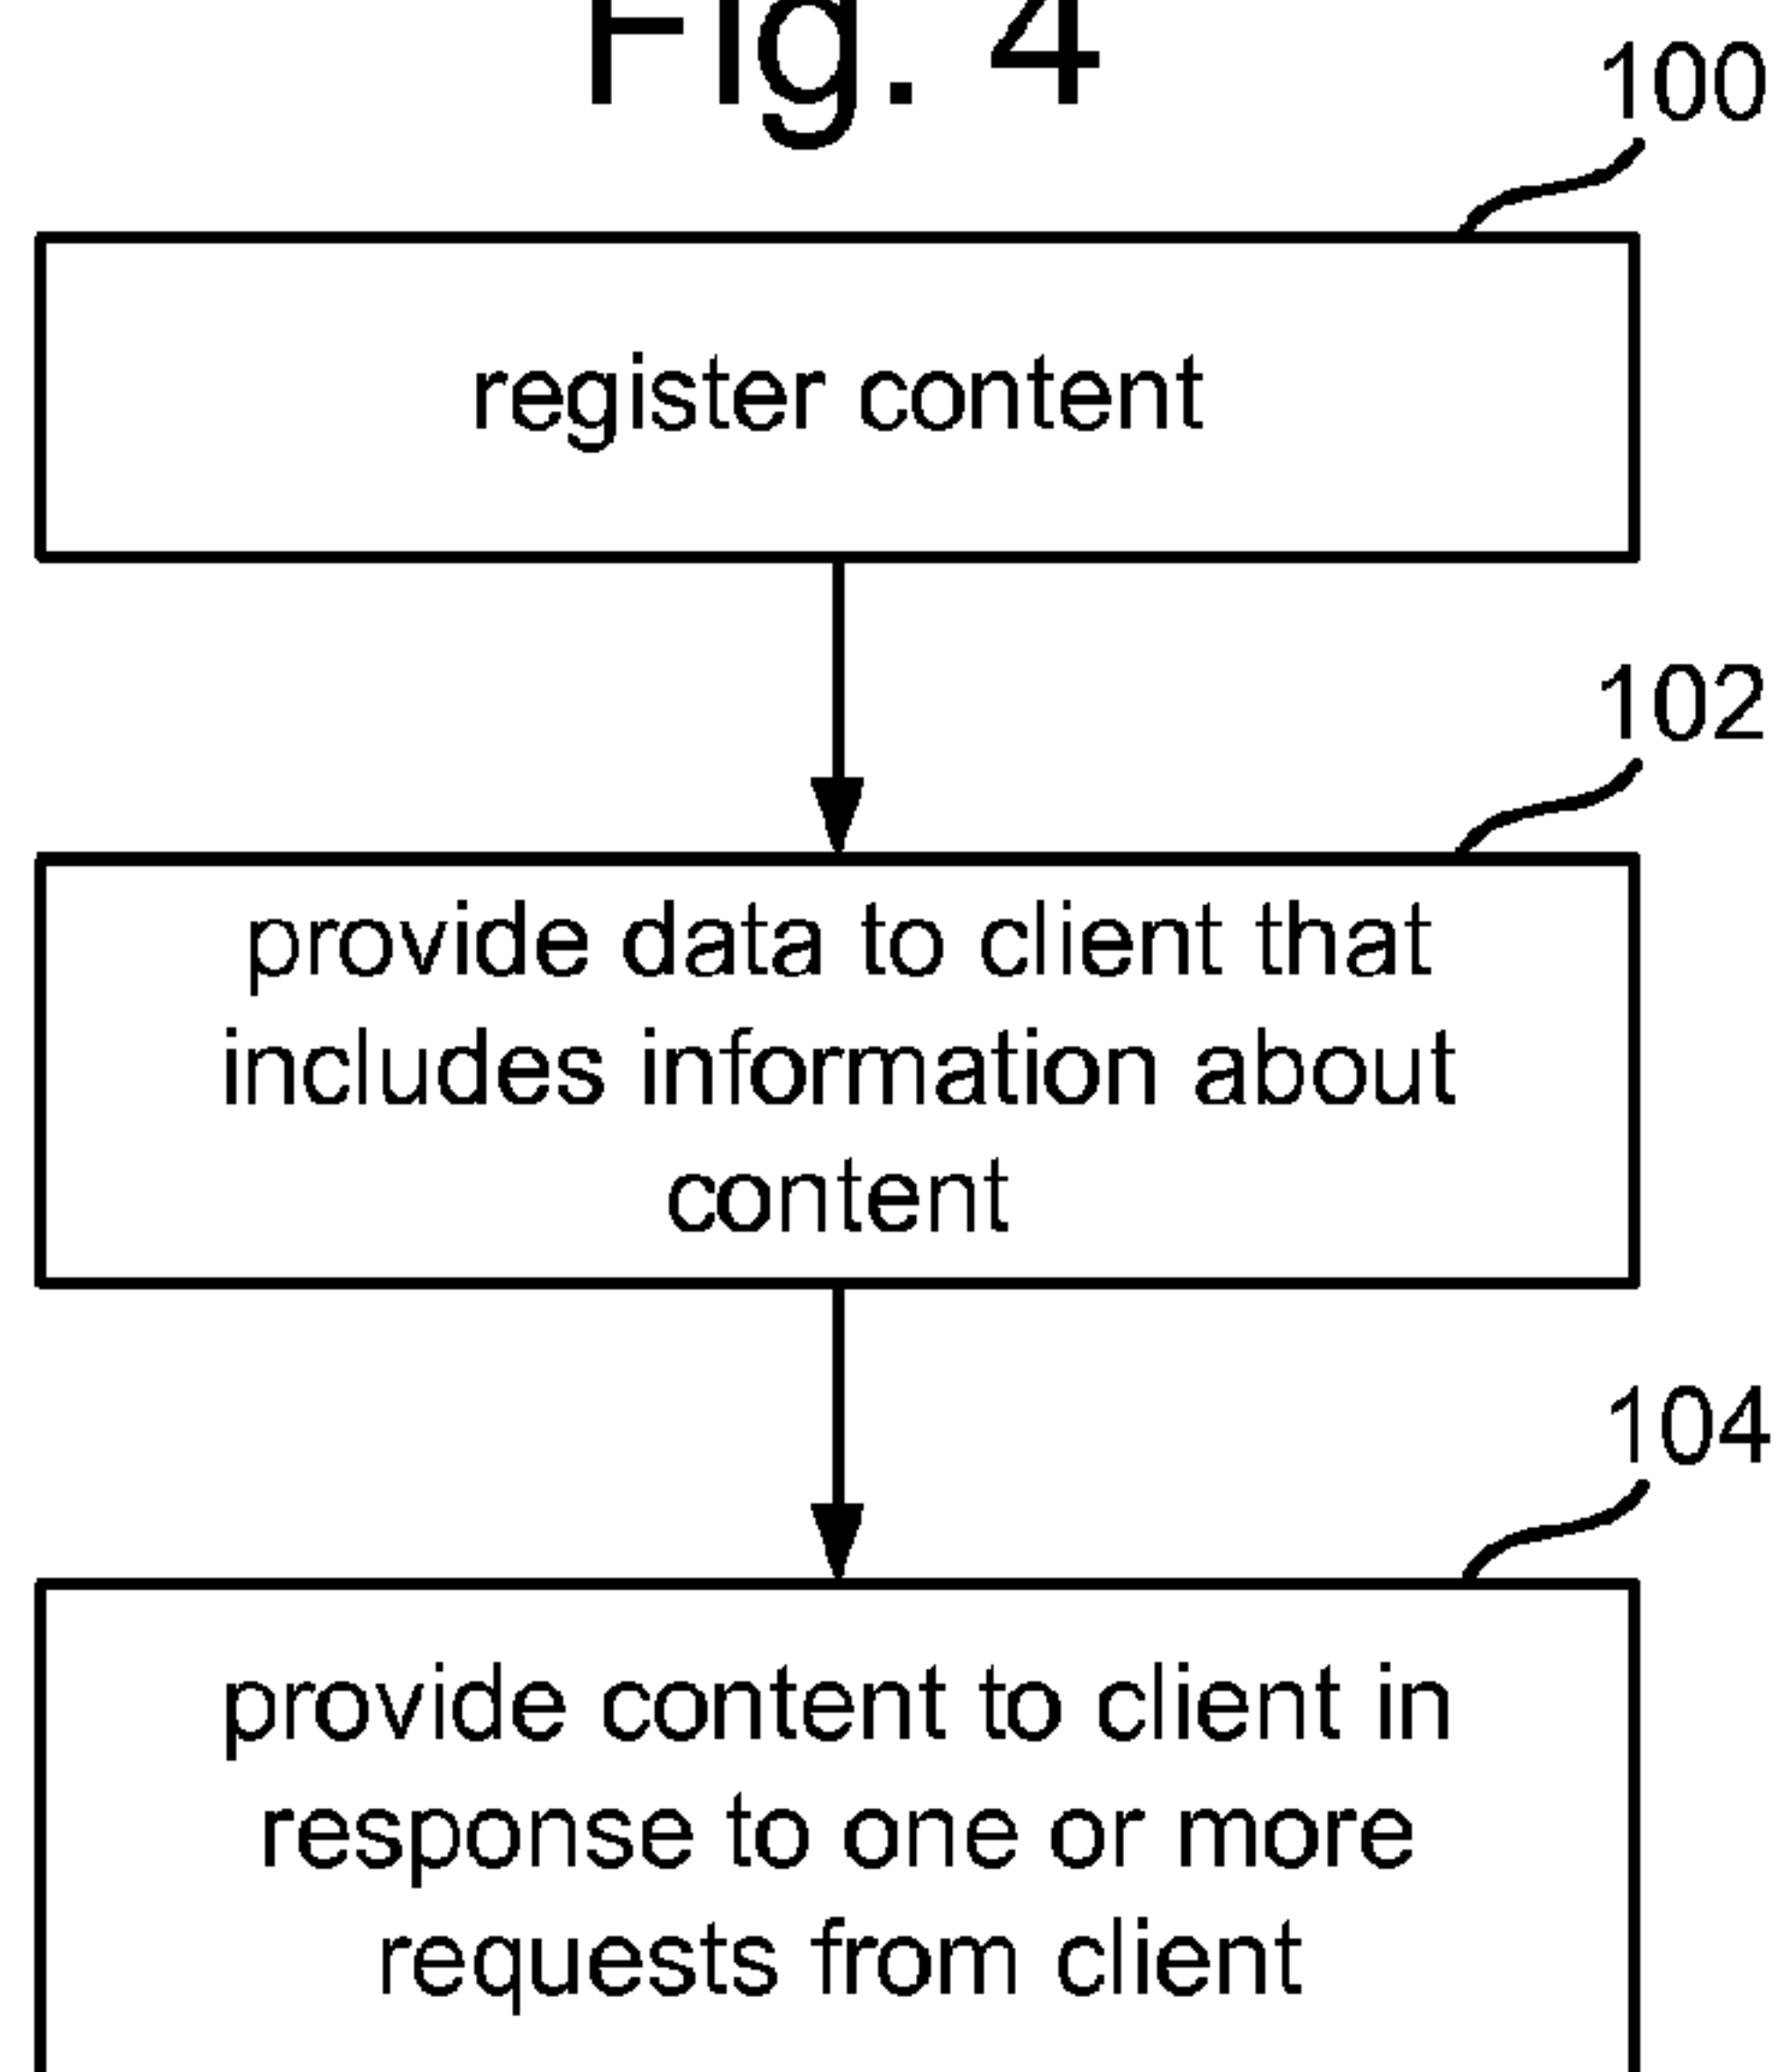 Fig. 4
100
register content
102
provide data to client that
includes information about
content
104
provide content to client in
response to one or more
requests from client